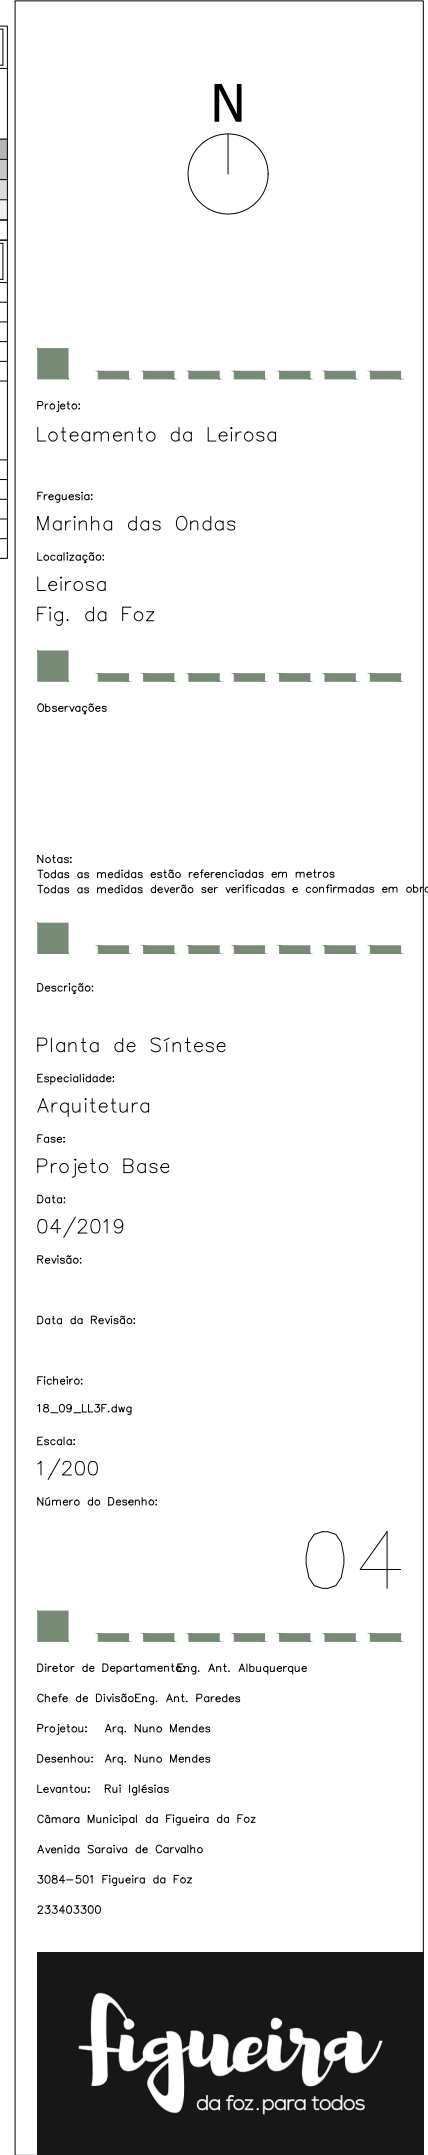 N
Projeto:
Loteamento da Leirosa
Freguesia:
Marinha das Ondas
Localização:
Leirosa
Fig. da Foz
Observações
Notas:
Todas as medidas estão referenciadas em metros
Todas as medidas deverão ser verificadas e confirmadas em obra
Descrição:
Planta de Síntese
Especialidade:
Arquitetura
Fase:
Projeto Base
Data:
04/2019
Revisão:
Data da Revisão:
Ficheiro:
18_09_LL3F.dwg
Escala:
1/200
Número do Desenho:
04
Diretor de Departamento: Eng. Ant. Albuquerque
Chefe de DivisãoEng. Ant. Paredes
Projetou: Arq. Nuno Mendes
Desenhou: Arq. Nuno Mendes
Levantou: Rui Iglésias
Câmara Municipal da Figueira da Foz
Avenida Saraiva de Carvalho
3084-501 Figueira da Foz
233403300
figueira
da foz.para todos